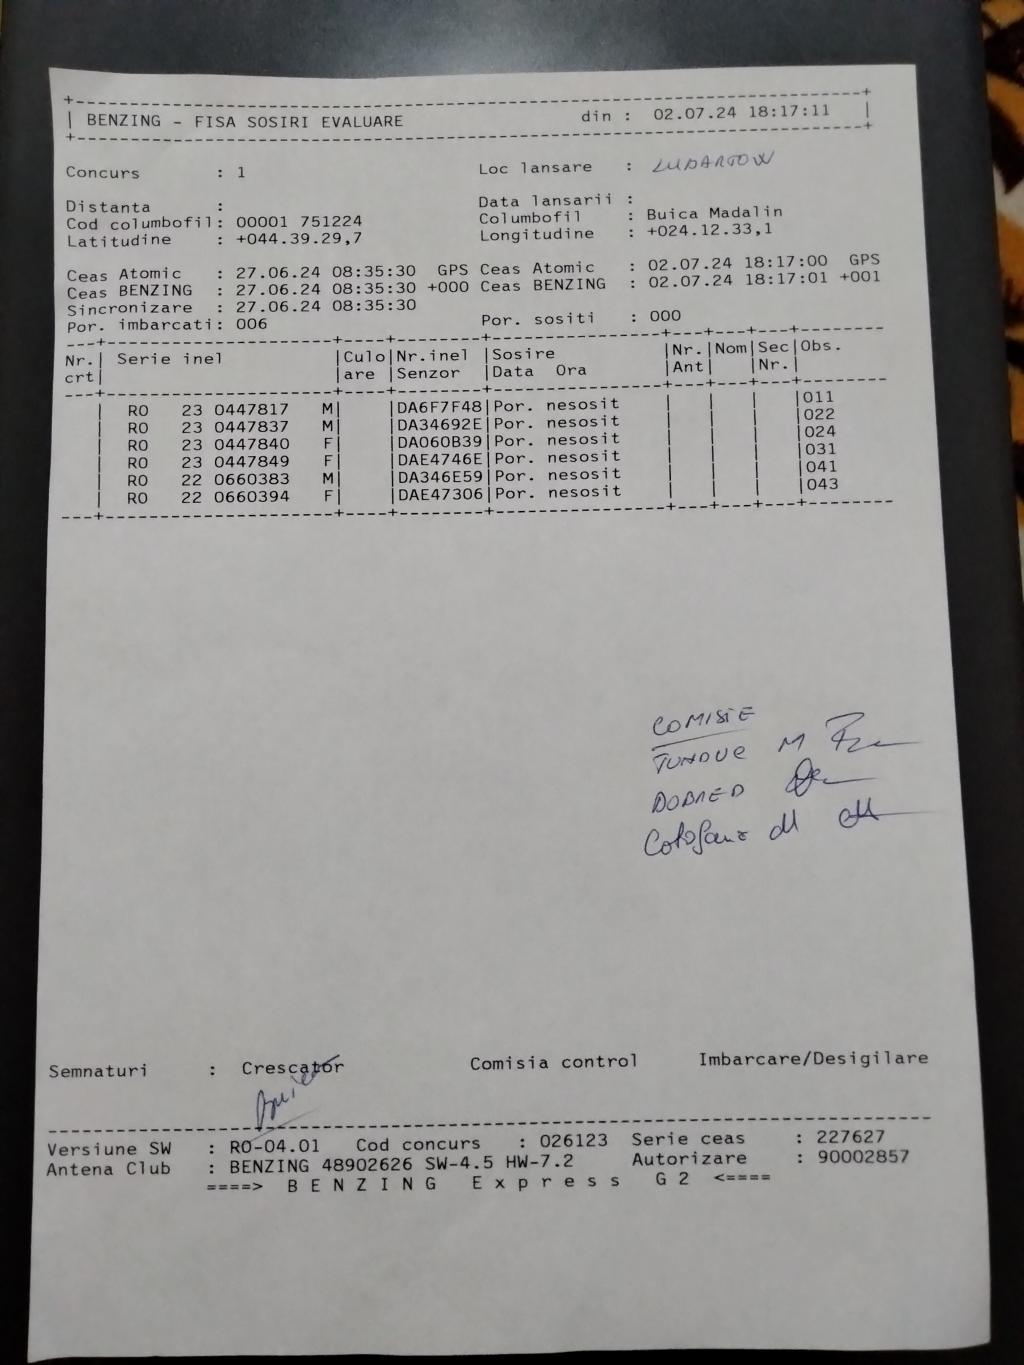 +--------------------------------------------------------------------+
| BENZING - FISA SOSIRI EVALUARE din : 02.07.24 18:17:11 |
+--------------------------------------------------------------------+
Concurs : 1 Loc lansare : LUBARTOW
Distanta : Data lansarii :
Cod columbofil: 00001 751224 Columbofil : Buica Madalin
Latitudine : +044.39.29,7 Longitudine : +024.12.33,1
Ceas Atomic : 27.06.24 08:35:30 GPS Ceas Atomic : 02.07.24 18:17:00 GPS
Ceas BENZING : 27.06.24 08:35:30 +000 Ceas BENZING : 02.07.24 18:17:01 +001
Sincronizare : 27.06.24 08:35:30
Por. imbarcati: 006 Por. sositi : 000
Nr.| Serie inel |Culo|Nr.inel |Sosire |Nr.|Nom|Sec|Obs.
crt| |are |Senzor |Data Ora |Ant| |Nr.|
| RO 23 0447817 M| |DA6F7F48|Por. nesosit | | | |011
| RO 23 0447837 M| |DA34692E|Por. nesosit | | | |022
| RO 23 0447840 F| |DA060B39|Por. nesosit | | | |024
| RO 23 0447849 F| |DAE4746E|Por. nesosit | | | |031
| RO 22 0660383 M| |DA346E59|Por. nesosit | | | |041
| RO 22 0660394 F| |DAE47306|Por. nesosit | | | |043
COMISIE
M
Semnaturi : Crescator Comisia control Imbarcare/Desigilare
Versiune SW : RO-04.01 Cod concurs : 026123 Serie ceas : 227627
Antena Club : BENZING 48902626 SW-4.5 HW-7.2 Autorizare : 90002857
====> B E N Z I N G E x p r e s s G 2 <====